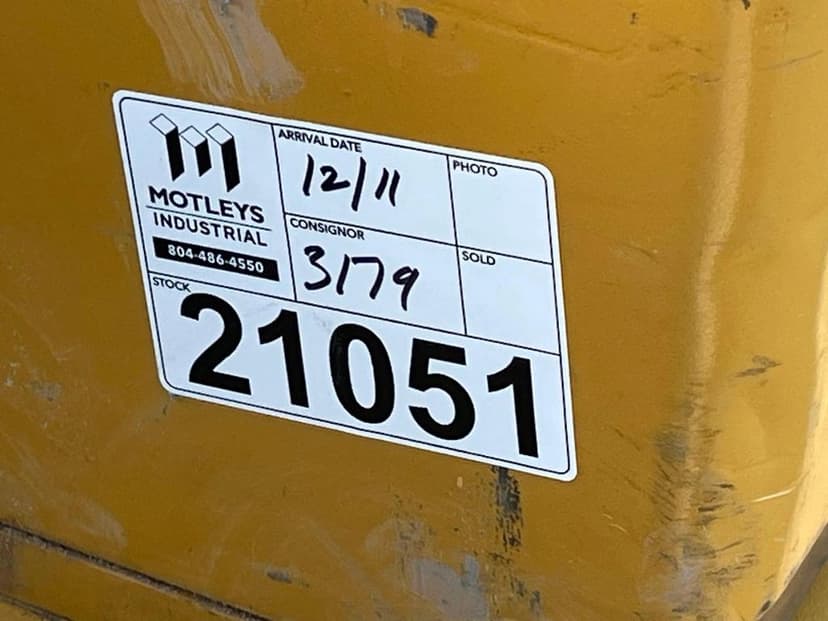 MOTLEYS
INDUSTRIAL
804-486-4550
ARRIVAL DATE
12/11
PHOTO
CONSIGNOR
3179
SOLD
STOCK
21051